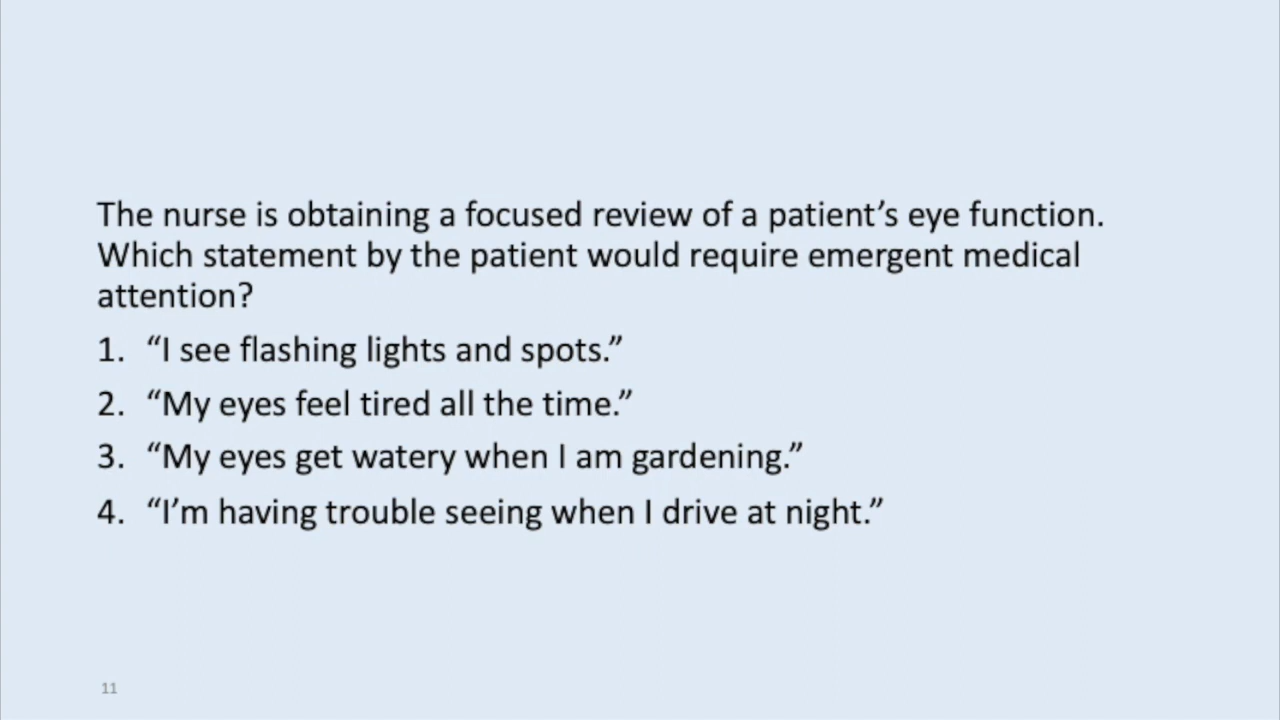 The nurse is obtaining a focused review of a patient’s eye function.
Which statement by the patient would require emergent medical
attention?
1. “I see flashing lights and spots.”
2. “My eyes feel tired all the time.”
3. “My eyes get watery when I am gardening.”
4. “I’m having trouble seeing when I drive at night.”
11